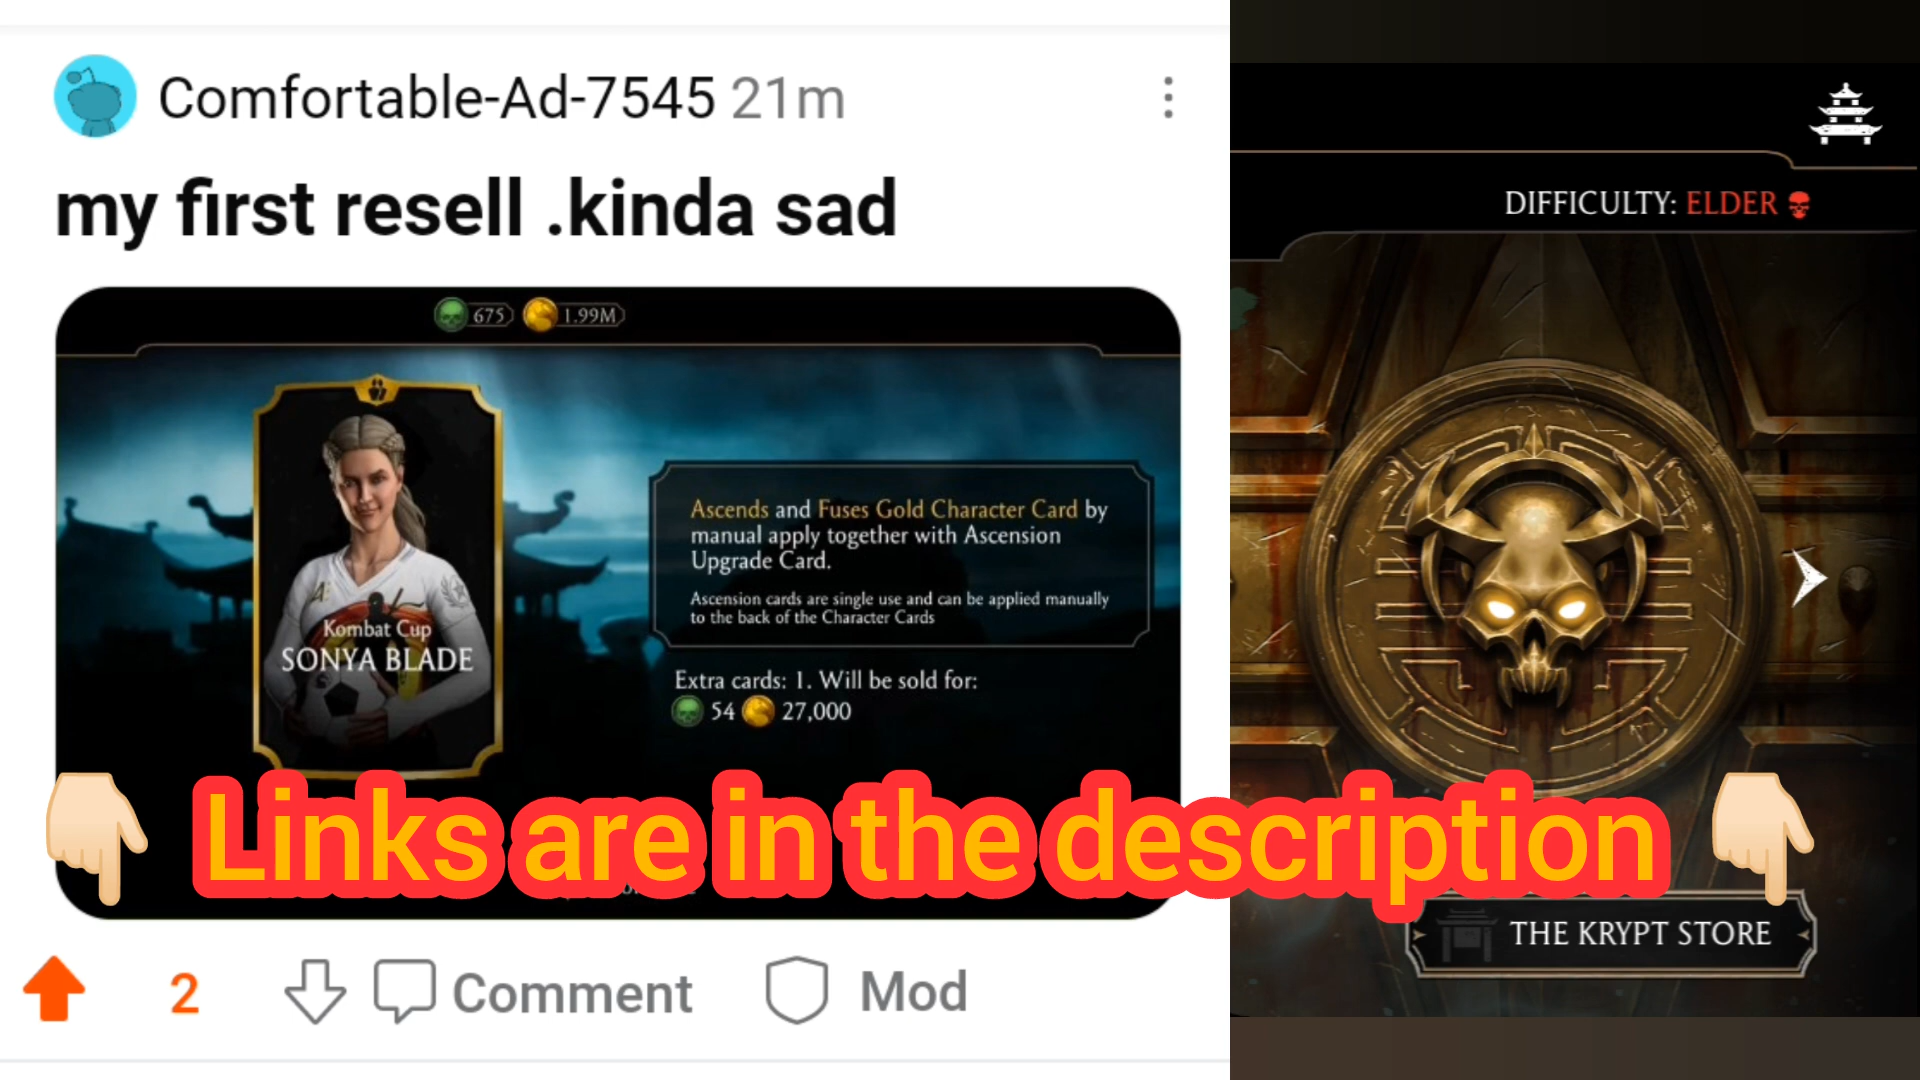 Comfortable-Ad-7545 21m
my first resell .kinda sad
675 1.99M
Kombat Cup
SONYA BLADE
Ascends and Fuses Gold Character Card by
manual apply together with Ascension
Upgrade Card.
Ascension cards are single use and can be applied manually
to the back of the Character Cards
Extra cards: 1. Will be sold for:
54 27,000
2 Comment Mod
DIFFICULTY: ELDER
Links are in the description
THE KRYPT STORE